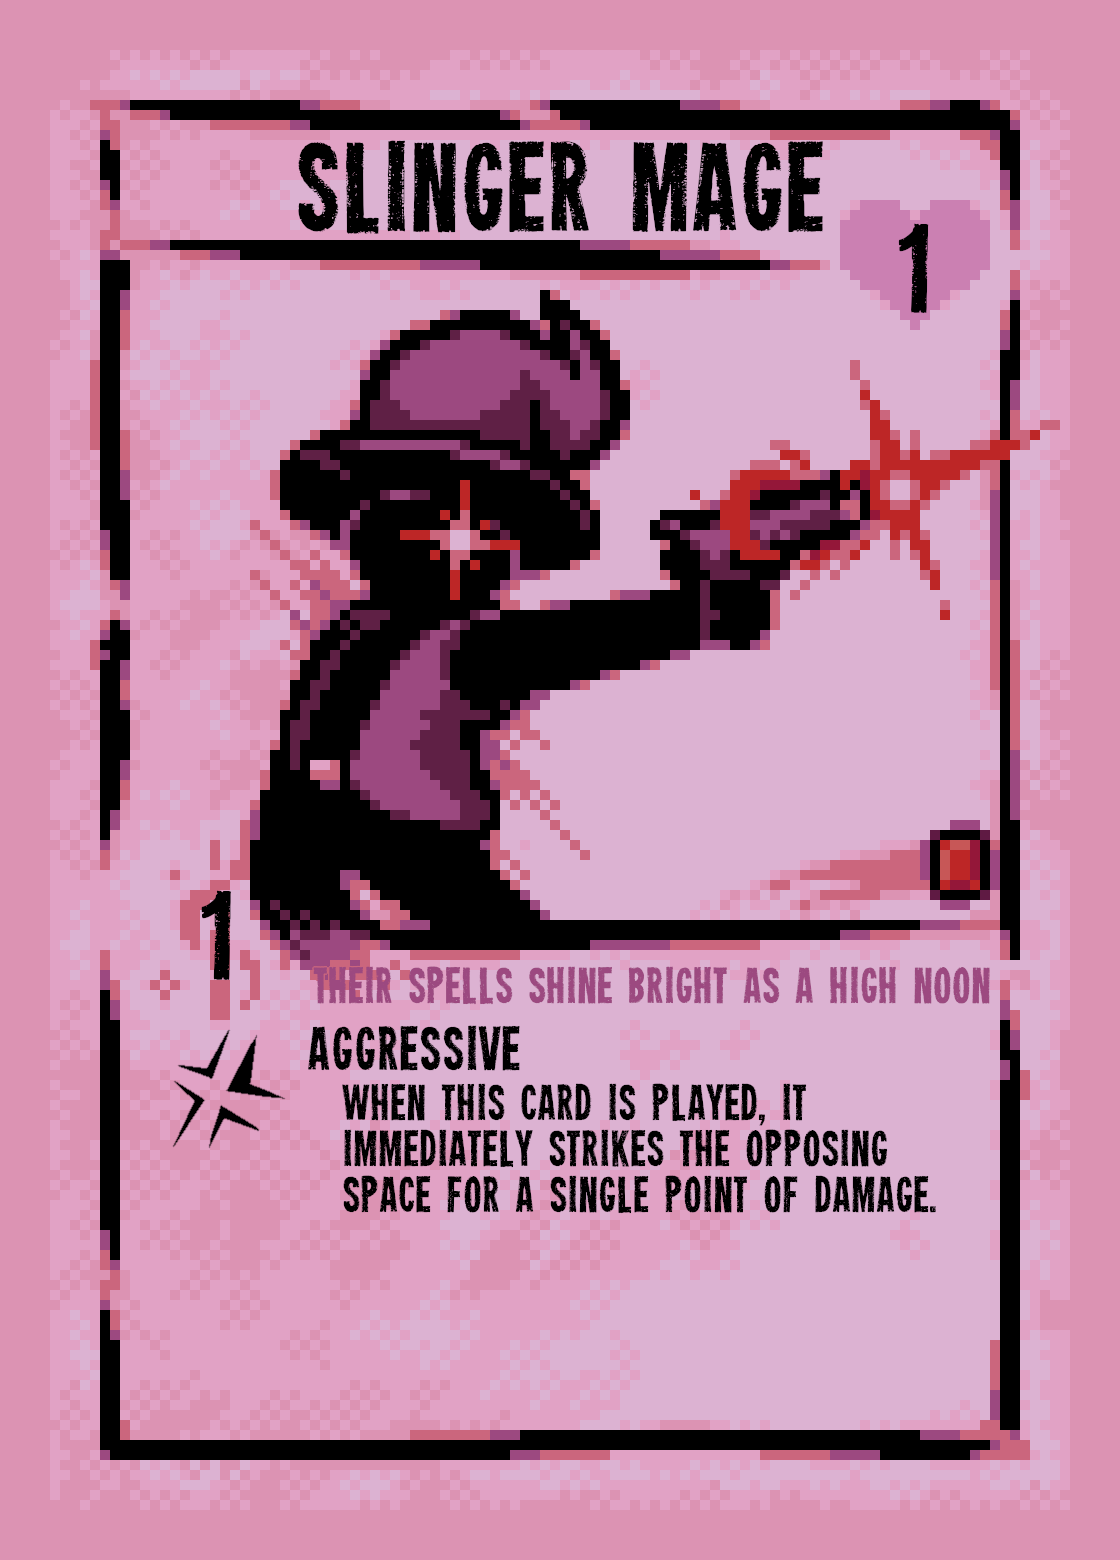 SLINGER MAGE
1
1
THEIR SPELLS SHINE BRIGHT AS A HIGH NOON
AGGRESSIVE
WHEN THIS CARD IS PLAYED, IT
IMMEDIATELY STRIKES THE OPPOSING
SPACE FOR A SINGLE POINT OF DAMAGE.